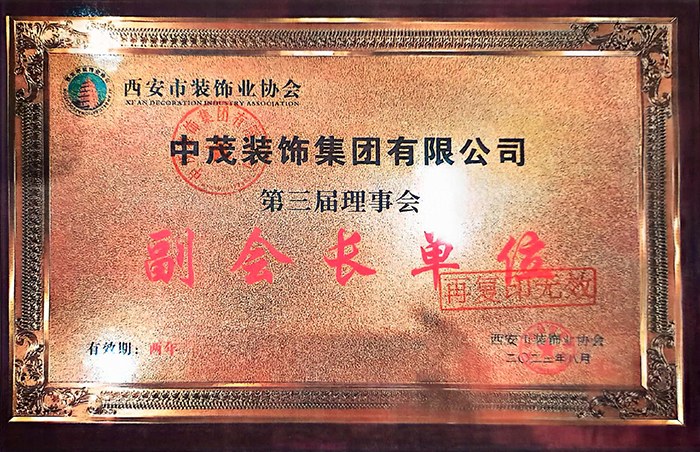 西安市装饰业协会
XI'AN DECORATION INDUSTRY ASSOCIATION
中茂装饰集团有限公司
第三届理事会
副会长单位
再复印无效
有效期：两年
西安市装饰业协会